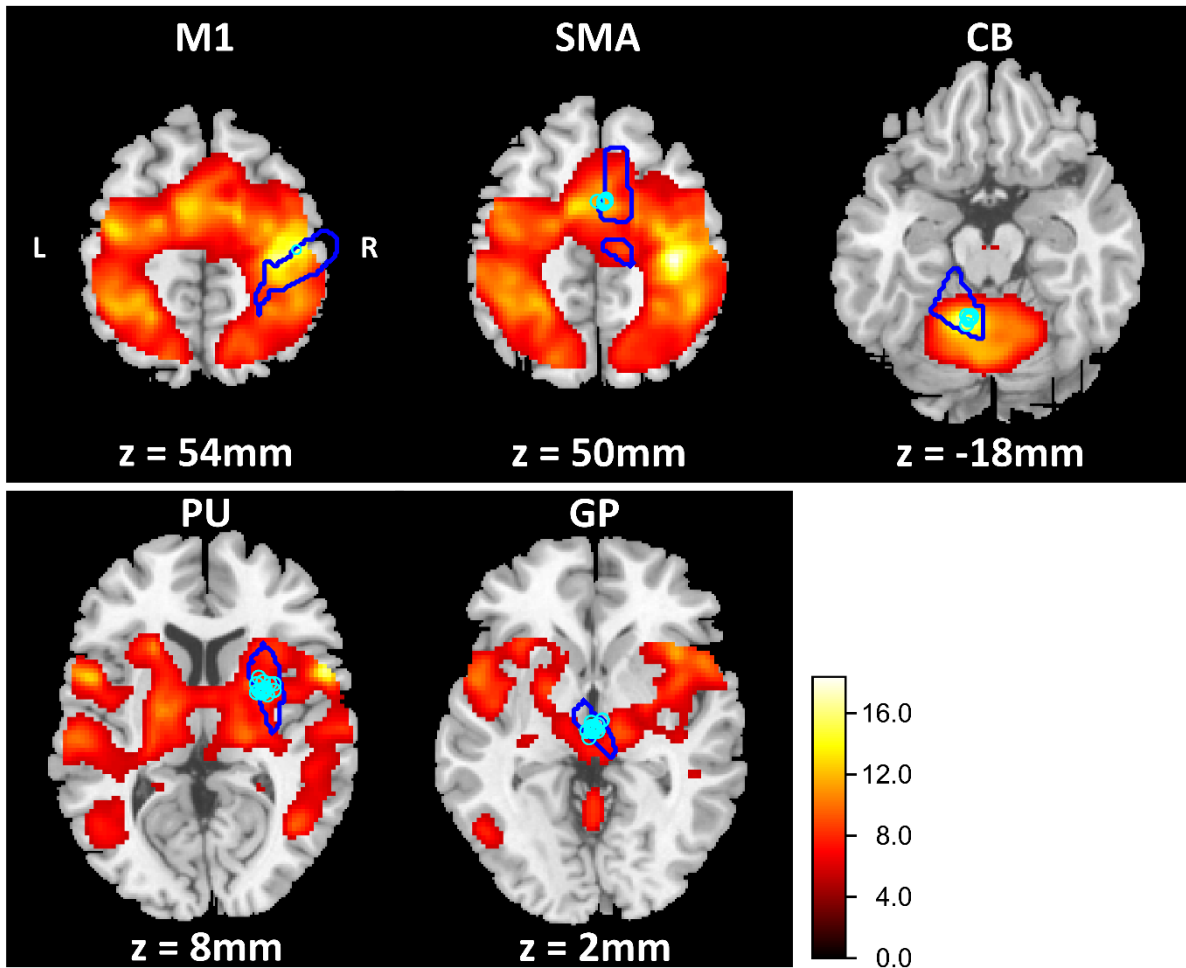 M1
SMA
CB
L
R
z = 54mm
z = 50mm
z = -18mm
PU
GP
16.0
12.0
8.0
4.0
0.0
z = 8mm
z = 2mm